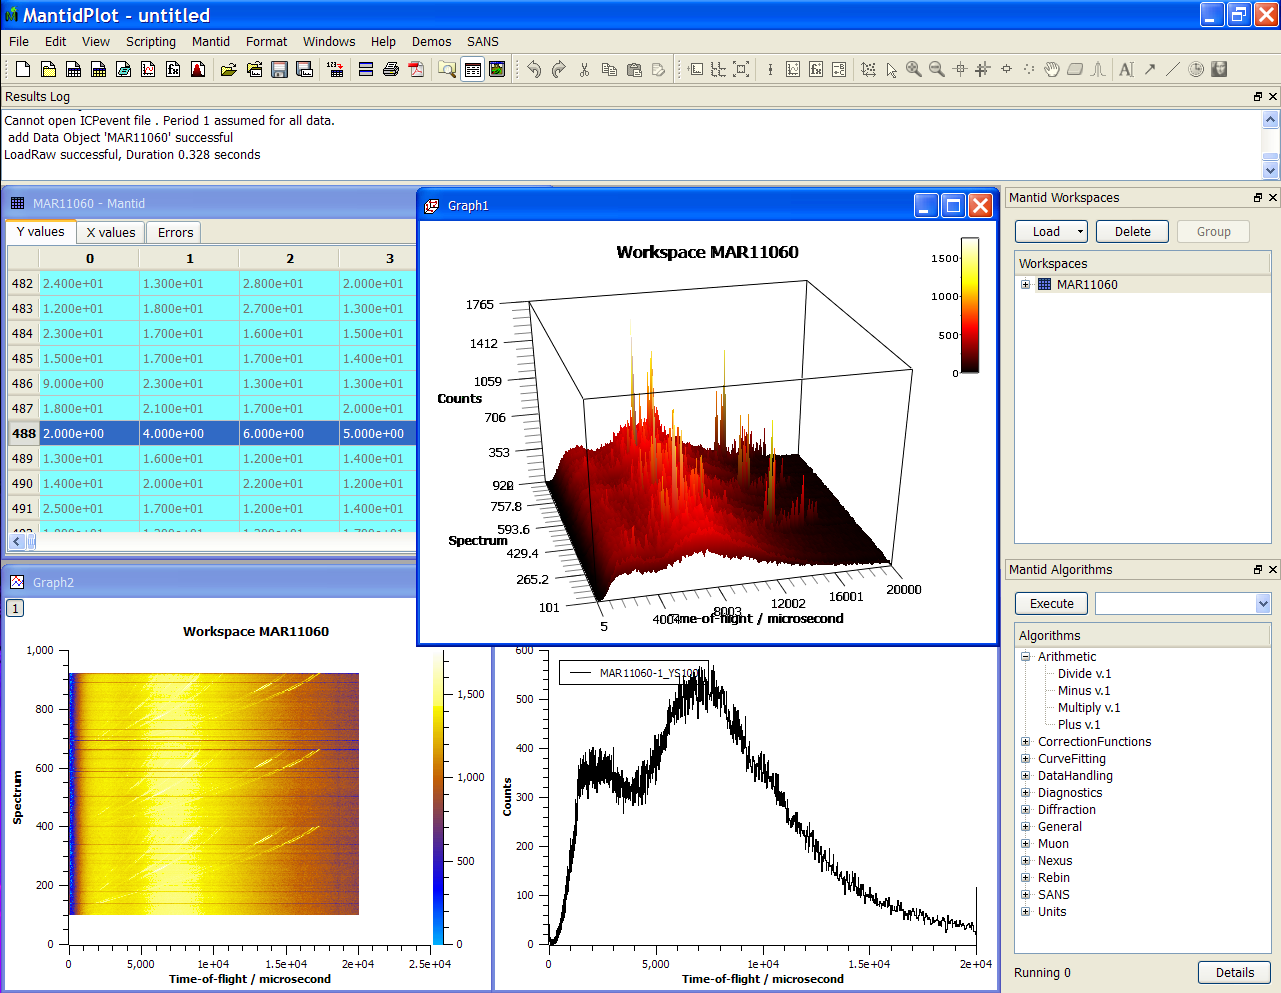 MantidPlot - untitled
File Edit View Scripting Mantid Format Windows Help Demos SANS
Results Log
Cannot open ICPevent file . Period 1 assumed for all data.
add Data Object 'MAR11060' successful
LoadRaw successful, Duration 0.328 seconds
MAR11060 - Mantid
Y values X values Errors
0 1 2 3
482 2.400e+01 1.300e+01 2.800e+01 2.000e+01
483 1.200e+01 1.800e+01 2.700e+01 1.300e+01
484 2.300e+01 1.700e+01 1.600e+01 1.500e+01
485 1.500e+01 1.700e+01 1.700e+01 1.400e+01
486 9.000e+00 2.300e+01 1.300e+01 1.300e+01
487 1.800e+01 2.100e+01 1.700e+01 2.000e+01
488 2.000e+00 4.000e+00 6.000e+00 5.000e+00
489 1.300e+01 1.600e+01 1.200e+01 1.400e+01
490 1.400e+01 2.000e+01 2.200e+01 1.200e+01
491 2.500e+01 1.700e+01 1.200e+01 1.400e+01
Graph1
Workspace MAR11060
1765
1412
1059
Counts
706
353
928
757.8
593.6
Spectrum
429.4
265.2
101
5 4004 8003 12002 16001 20000
Time-of-flight / microsecond
1500
1000
500
0
Mantid Workspaces
Load Delete Group
Workspaces
MAR11060
Graph2
1
Workspace MAR11060
1,000
800
600
400
200
0
Spectrum
0 5,000 1e+04 1.5e+04 2e+04 2.5e+04
Time-of-flight / microsecond
1,500
1,000
500
0
600
500
400
300
200
100
0
Counts
MAR11060-1_YS100
0 5,000 1e+04 1.5e+04 2e+04
Time-of-flight / microsecond
Mantid Algorithms
Execute
Algorithms
Arithmetic
Divide v.1
Minus v.1
Multiply v.1
Plus v.1
CorrectionFunctions
CurveFitting
DataHandling
Diagnostics
Diffraction
General
Muon
Nexus
Rebin
SANS
Units
Running 0 Details